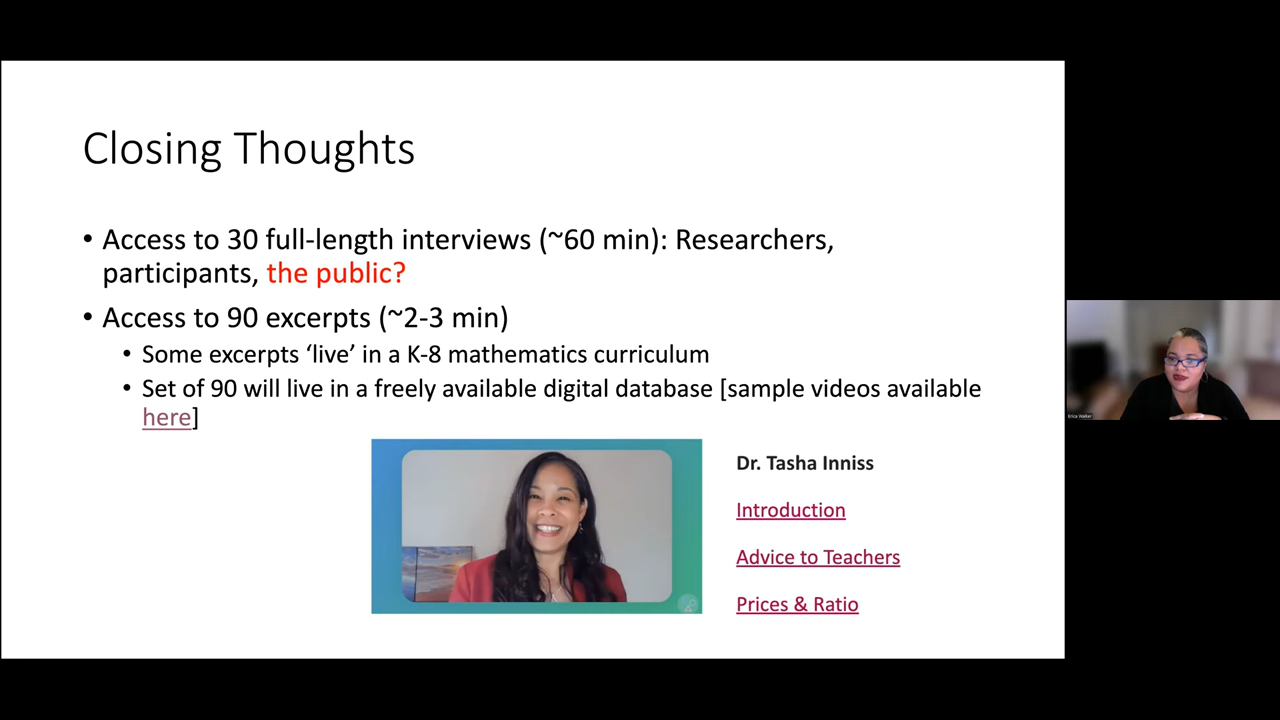 Closing Thoughts
• Access to 30 full-length interviews (~60 min): Researchers,
participants, the public?
• Access to 90 excerpts (~2-3 min)
• Some excerpts ‘live’ in a K-8 mathematics curriculum
• Set of 90 will live in a freely available digital database [sample videos available
here]
Dr. Tasha Inniss
Introduction
Advice to Teachers
Prices & Ratio
Erica Walker